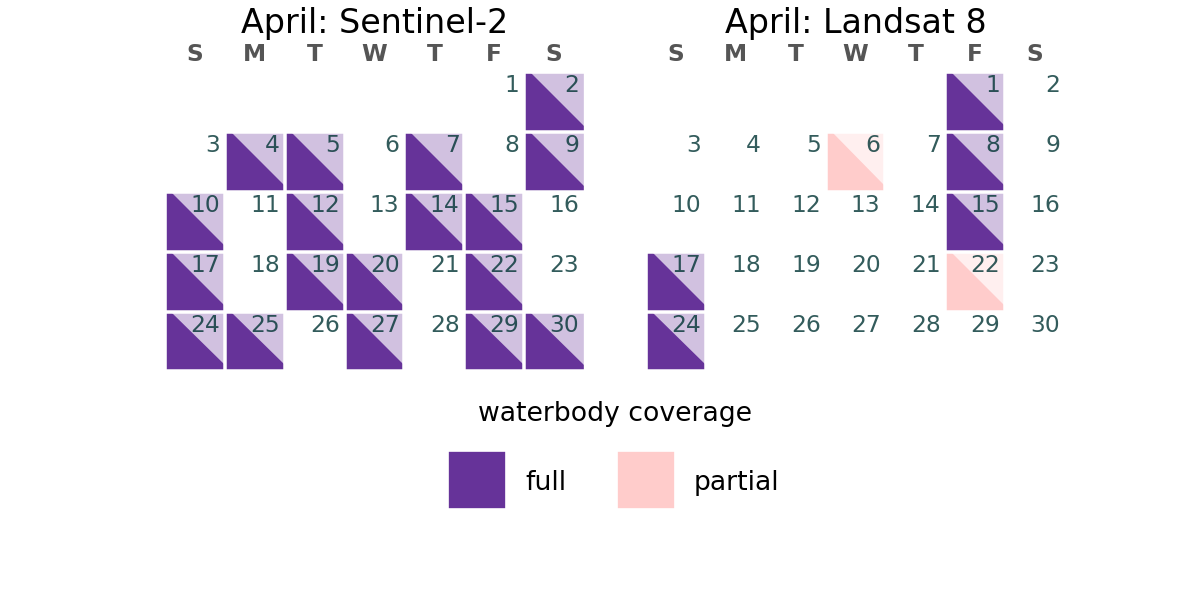 April: Sentinel-2
S M T W T F S
1 2
3 4 5 6 7 8 9
10 11 12 13 14 15 16
17 18 19 20 21 22 23
24 25 26 27 28 29 30
April: Landsat 8
S M T W T F S
1 2
3 4 5 6 7 8 9
10 11 12 13 14 15 16
17 18 19 20 21 22 23
24 25 26 27 28 29 30
waterbody coverage
full partial